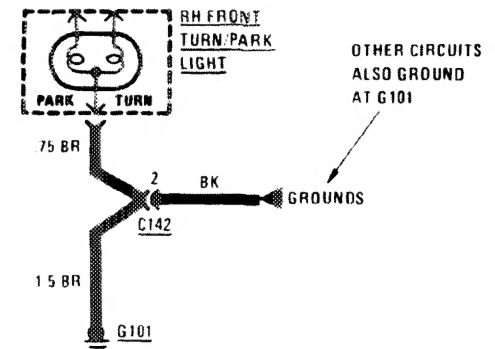 RH FRONT
TURN/PARK
LIGHT
OTHER CIRCUITS
ALSO GROUND
AT G101
PARK TURN
.75 BR
2
BK
GROUNDS
C142
1.5 BR
G101